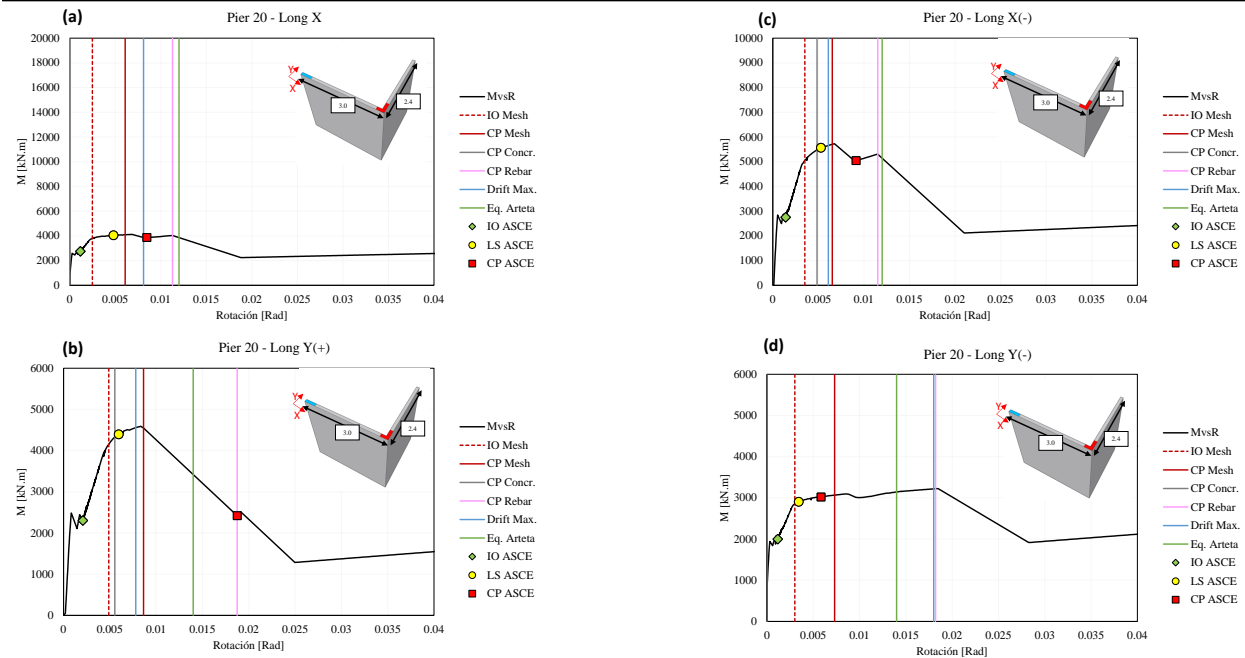 (a)
Pier 20 - Long X
20000
18000
16000
14000
12000
10000
8000
6000
4000
2000
0
M [kN.m]
0 0.005 0.01 0.015 0.02 0.025 0.03 0.035 0.04
Rotación [Rad]
Y
X
3.0
2.4
MvsR
IO Mesh
CP Mesh
CP Concr.
CP Rebar
Drift Max.
Eq. Arteta
IO ASCE
LS ASCE
CP ASCE
(c)
Pier 20 - Long X(-)
10000
9000
8000
7000
6000
5000
4000
3000
2000
1000
0
M [kN.m]
0 0.005 0.01 0.015 0.02 0.025 0.03 0.035 0.04
Rotación [Rad]
Y
X
3.0
2.4
MvsR
IO Mesh
CP Mesh
CP Concr.
CP Rebar
Drift Max.
Eq. Arteta
IO ASCE
LS ASCE
CP ASCE
(b)
Pier 20 - Long Y(+)
6000
5000
4000
3000
2000
1000
0
M [kN.m]
0 0.005 0.01 0.015 0.02 0.025 0.03 0.035 0.04
Rotación [Rad]
Y
X
3.0
2.4
MvsR
IO Mesh
CP Mesh
CP Concr.
CP Rebar
Drift Max.
Eq. Arteta
IO ASCE
LS ASCE
CP ASCE
(d)
Pier 20 - Long Y(-)
6000
5000
4000
3000
2000
1000
0
M [kN.m]
0 0.005 0.01 0.015 0.02 0.025 0.03 0.035 0.04
Rotación [Rad]
Y
X
3.0
2.4
MvsR
IO Mesh
CP Mesh
CP Concr.
CP Rebar
Drift Max.
Eq. Arteta
IO ASCE
LS ASCE
CP ASCE